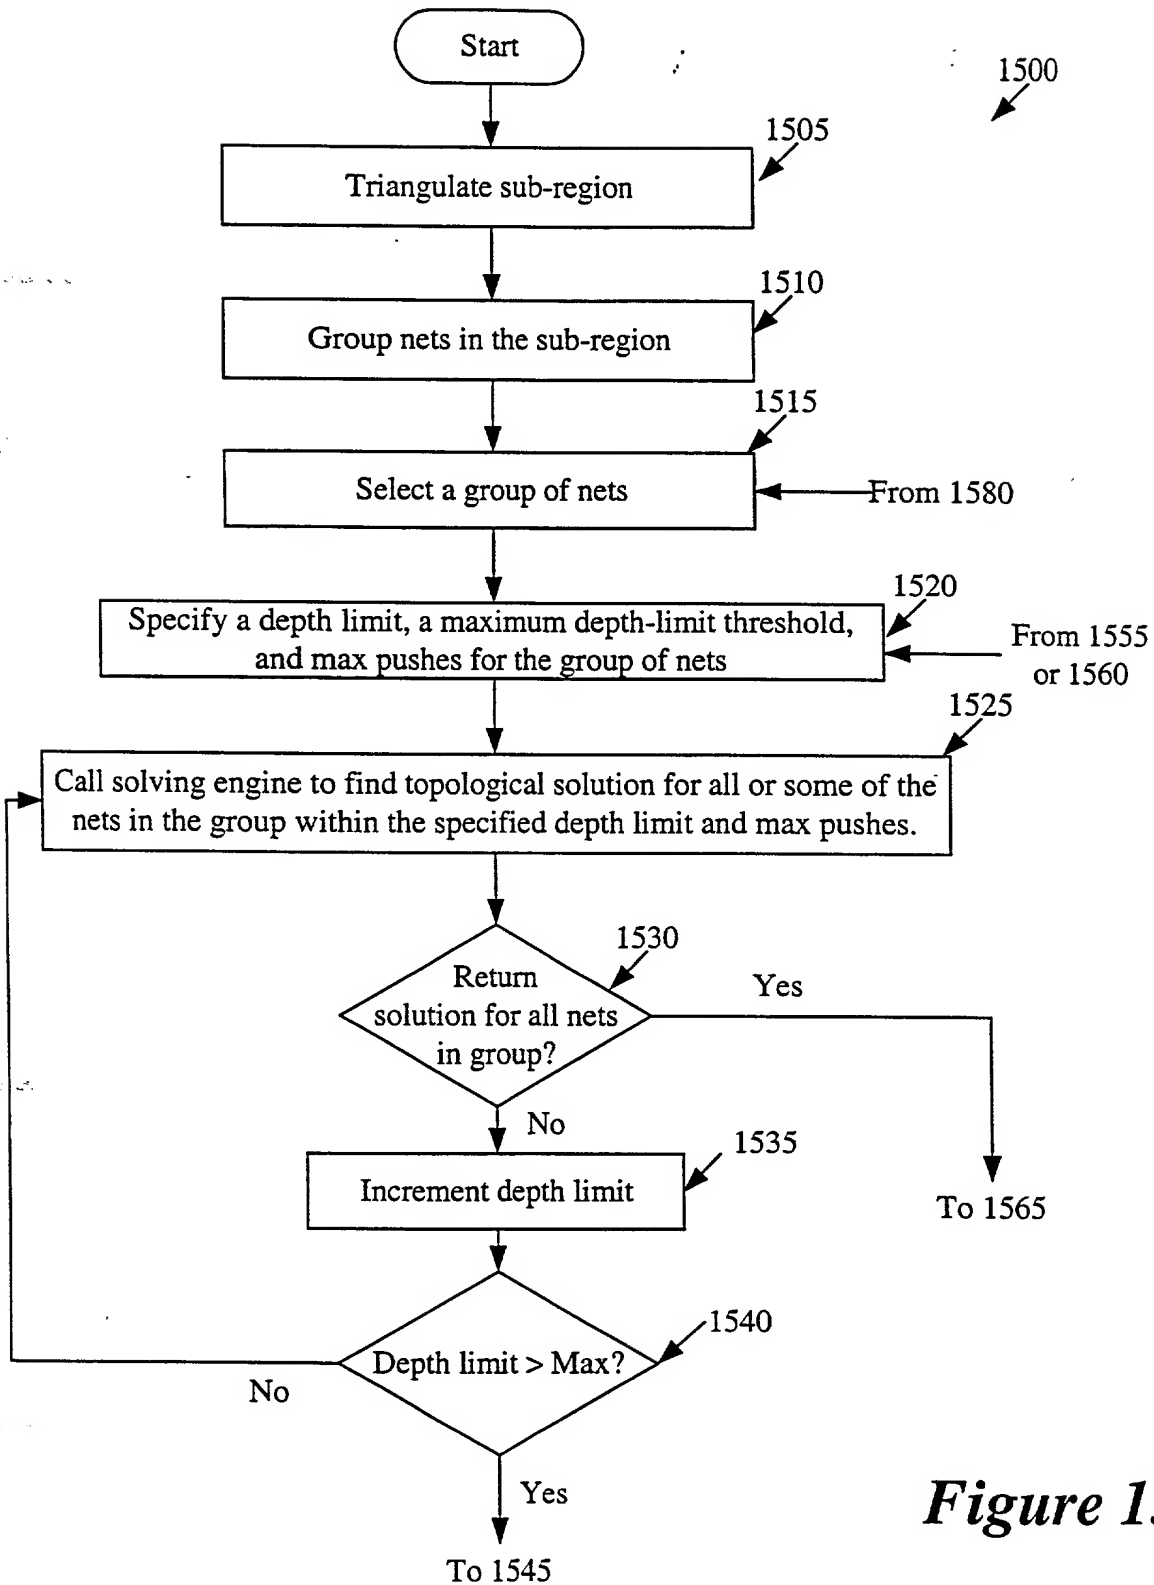 Start
1500
1505
Triangulate sub-region
1510
Group nets in the sub-region
1515
Select a group of nets
From 1580
1520
Specify a depth limit, a maximum depth-limit threshold,
and max pushes for the group of nets
From 1555
or 1560
1525
Call solving engine to find topological solution for all or some of the
nets in the group within the specified depth limit and max pushes.
1530
Return
solution for all nets
in group?
Yes
No
1535
Increment depth limit
To 1565
1540
Depth limit > Max?
No
Yes
To 1545
Figure 1